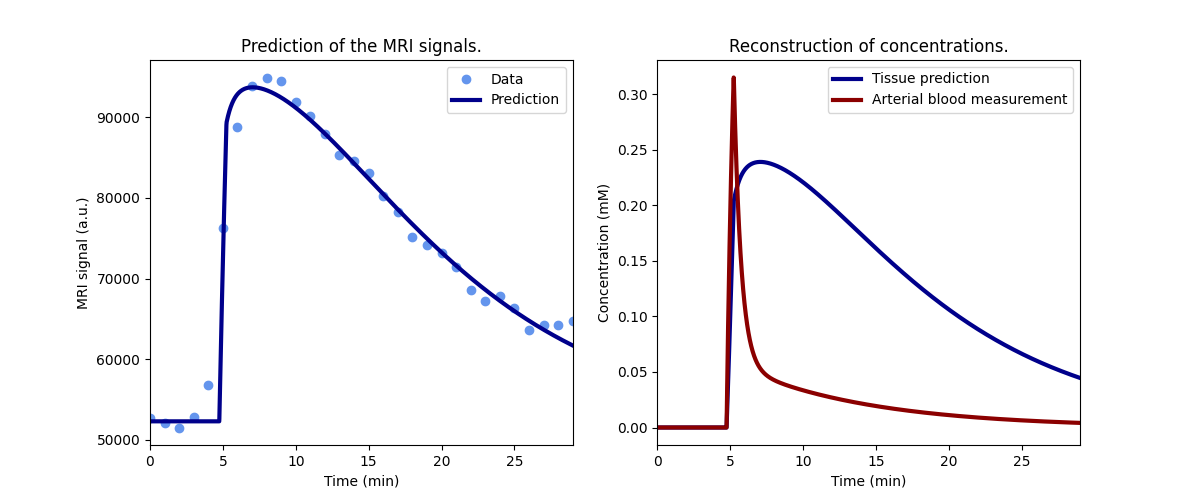 Prediction of the MRI signals.
MRI signal (a.u.)
90000
80000
70000
60000
50000
Data
Prediction
0 5 10 15 20 25
Time (min)
Reconstruction of concentrations.
Concentration (mM)
0.30
0.25
0.20
0.15
0.10
0.05
0.00
Tissue prediction
Arterial blood measurement
0 5 10 15 20 25
Time (min)